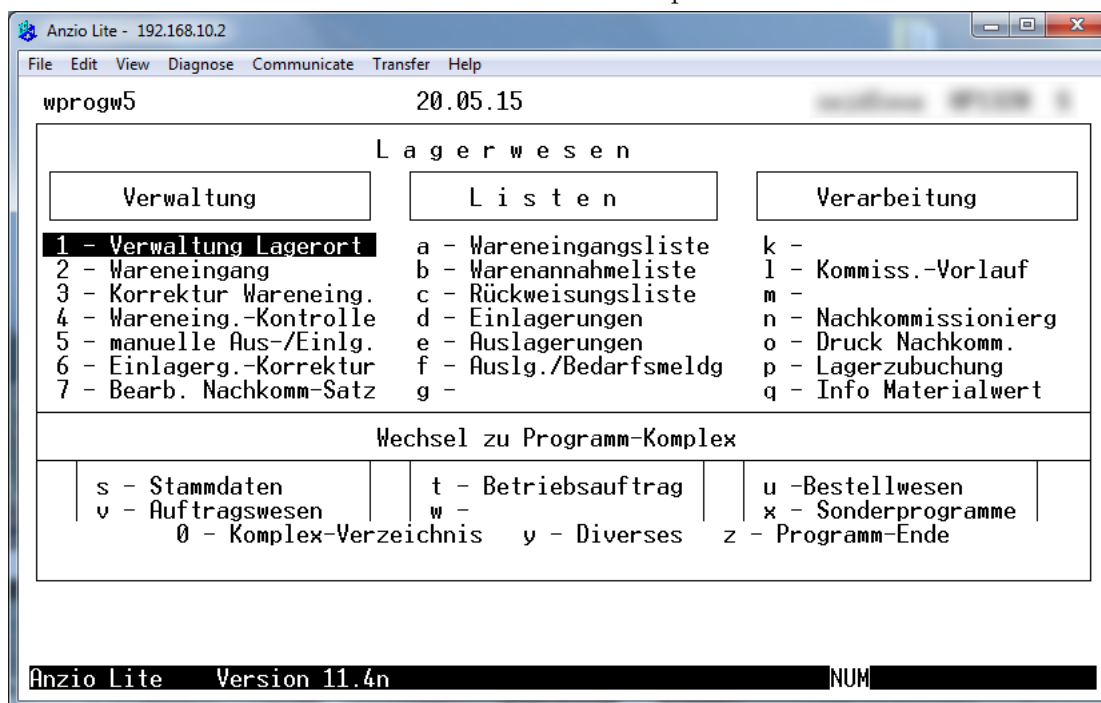 Anzio Lite - 192.168.10.2
File Edit View Diagnose Communicate Transfer Help
wprogw5 20.05.15
L a g e r w e s e n
Verwaltung L i s t e n Verarbeitung
1 - Verwaltung Lagerort a - Wareneingangsliste k -
2 - Wareneingang b - Warenannahmeliste l - Kommiss.-Vorlauf
3 - Korrektur Wareneing. c - Rückweisungsliste m -
4 - Wareneing.-Kontrolle d - Einlagerungen n - Nachkommissionierg
5 - manuelle Aus-/Einlg. e - Auslagerungen o - Druck Nachkomm.
6 - Einlagerg.-Korrektur f - Auslg./Bedarfsmeldg p - Lagerzubuchung
7 - Bearb. Nachkomm-Satz g - q - Info Materialwert
Wechsel zu Programm-Komplex
s - Stammdaten t - Betriebsauftrag u -Bestellwesen
v - Auftragswesen w - x - Sonderprogramme
0 - Komplex-Verzeichnis y - Diverses z - Programm-Ende
Anzio Lite Version 11.4n NUM